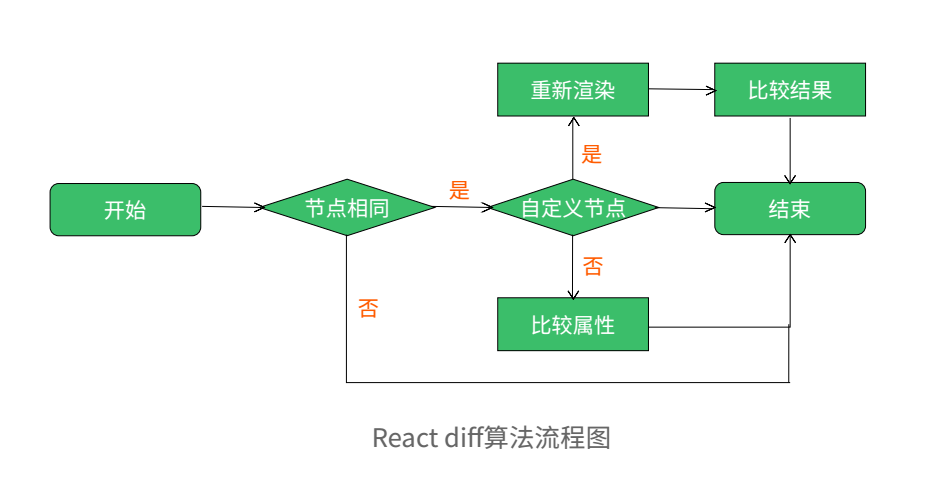 重新渲染
比较结果
是
开始
节点相同
是
自定义节点
结束
否
否
比较属性
React diff算法流程图